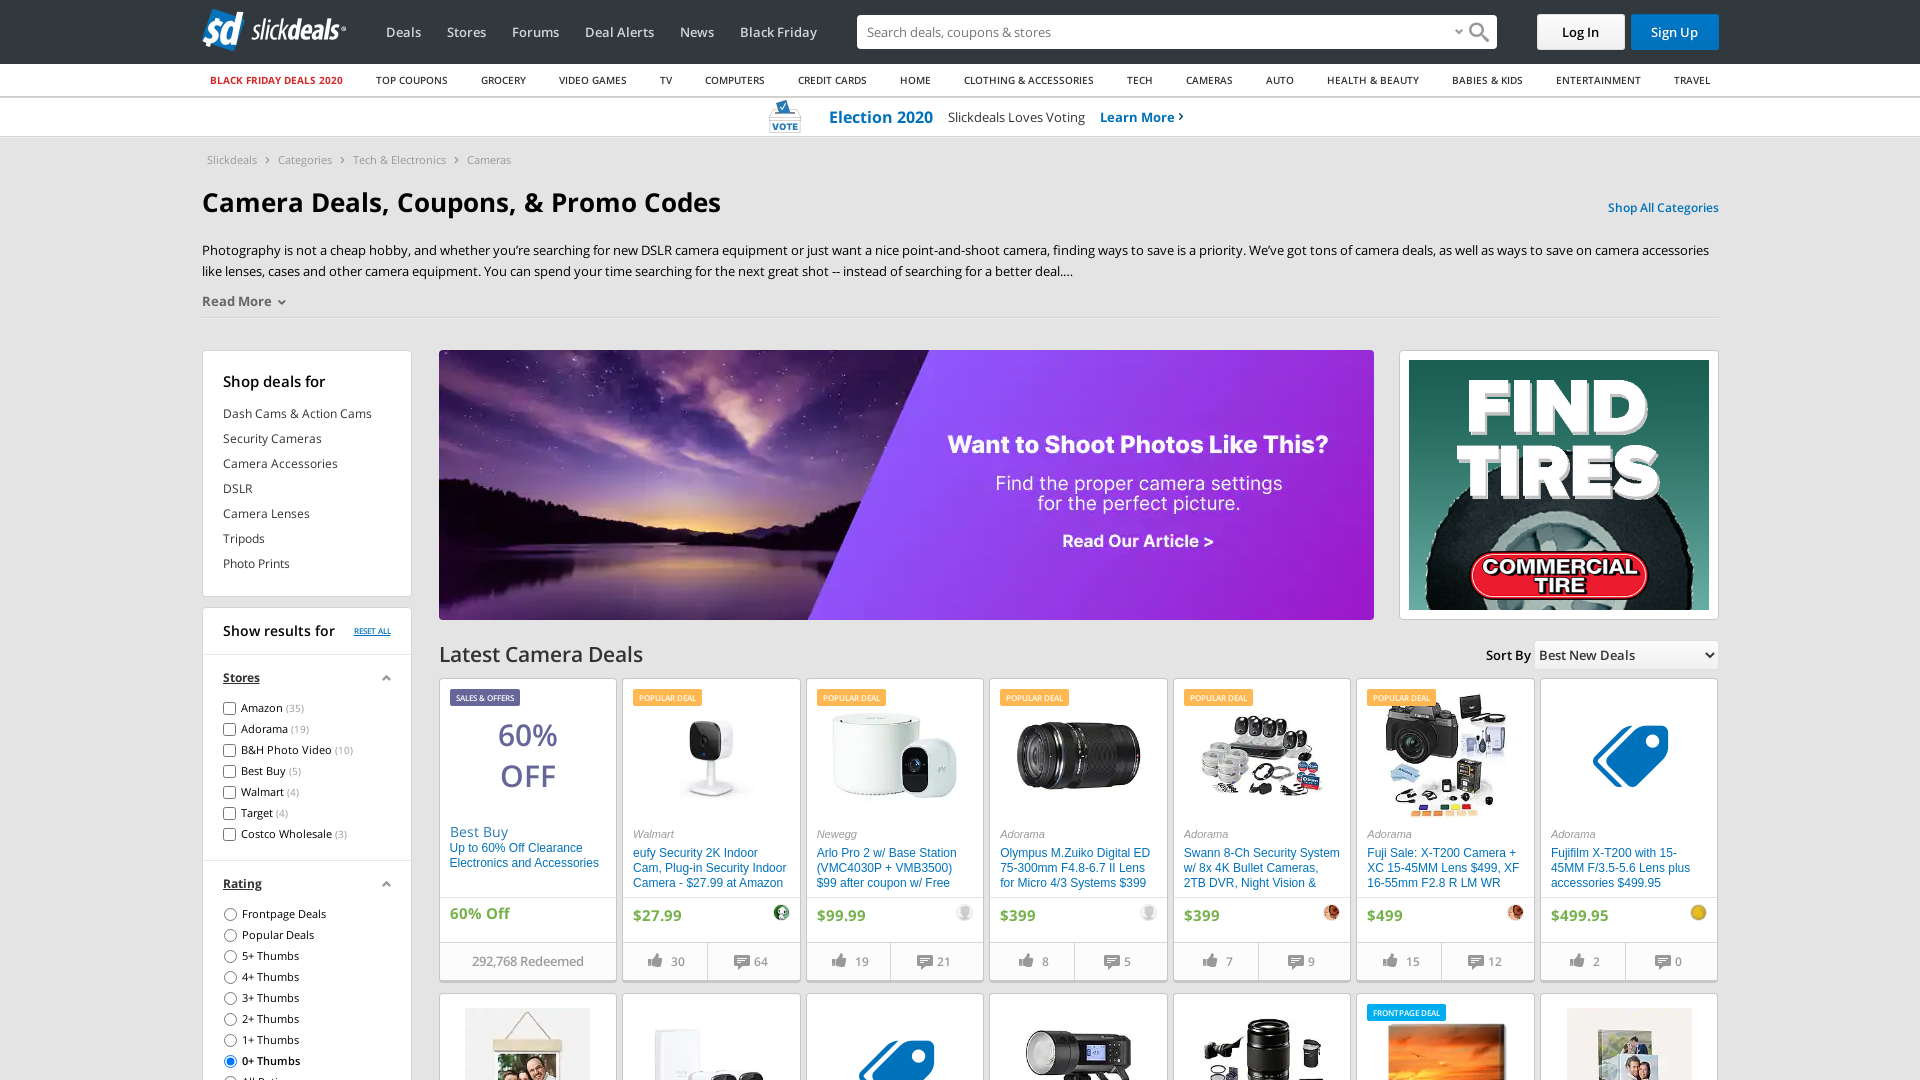 slickdeals
Deals
Stores
Forums
Deal Alerts
News
Black Friday
Search deals, coupons & stores
Log In
Sign Up
BLACK FRIDAY DEALS 2020
TOP COUPONS
GROCERY
VIDEO GAMES
TV
COMPUTERS
CREDIT CARDS
HOME
CLOTHING & ACCESSORIES
TECH
CAMERAS
AUTO
HEALTH & BEAUTY
BABIES & KIDS
ENTERTAINMENT
TRAVEL
VOTE
Election 2020
Slickdeals Loves Voting
Learn More
Slickdeals > Categories > Tech & Electronics > Cameras
Camera Deals, Coupons, & Promo Codes
Shop All Categories
Photography is not a cheap hobby, and whether you’re searching for new DSLR camera equipment or just want a nice point-and-shoot camera, finding ways to save is a priority. We’ve got tons of camera deals, as well as ways to save on camera accessories
like lenses, cases and other camera equipment. You can spend your time searching for the next great shot -- instead of searching for a better deal....
Read More
Shop deals for
Dash Cams & Action Cams
Security Cameras
Camera Accessories
DSLR
Camera Lenses
Tripods
Photo Prints
Want to Shoot Photos Like This?
Find the proper camera settings
for the perfect picture.
Read Our Article >
FIND
TIRES
COMMERCIAL
TIRE
Show results for
RESET ALL
Stores
Amazon (35)
Adorama (19)
B&H Photo Video (10)
Best Buy (5)
Walmart (4)
Target (4)
Costco Wholesale (3)
Rating
Frontpage Deals
Popular Deals
5+ Thumbs
4+ Thumbs
3+ Thumbs
2+ Thumbs
1+ Thumbs
0+ Thumbs
Latest Camera Deals
Sort By
Best New Deals
SALES & OFFERS
60%
OFF
Best Buy
Up to 60% Off Clearance
Electronics and Accessories
60% Off
292,768 Redeemed
POPULAR DEAL
Walmart
eufy Security 2K Indoor
Cam, Plug-in Security Indoor
Camera - $27.99 at Amazon
$27.99
30
64
POPULAR DEAL
Newegg
Arlo Pro 2 w/ Base Station
(VMC4030P + VMB3500)
$99 after coupon w/ Free
$99.99
19
21
POPULAR DEAL
Adorama
Olympus M.Zuiko Digital ED
75-300mm F4.8-6.7 II Lens
for Micro 4/3 Systems $399
$399
8
5
POPULAR DEAL
Adorama
Swann 8-Ch Security System
w/ 8x 4K Bullet Cameras,
2TB DVR, Night Vision &
$399
7
9
POPULAR DEAL
Adorama
Fuji Sale: X-T200 Camera +
XC 15-45MM Lens $499, XF
16-55mm F2.8 R LM WR
$499
15
12
Adorama
Fujifilm X-T200 with 15-
45MM F/3.5-5.6 Lens plus
accessories $499.95
$499.95
2
0
FRONTPAGE DEAL